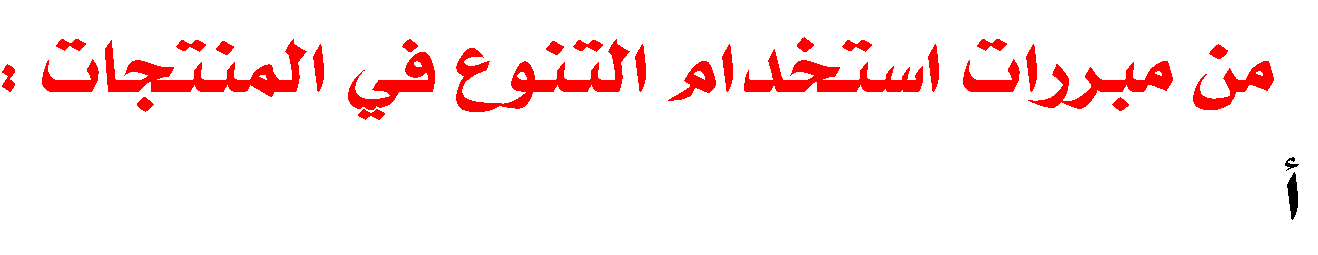 من مبررات استخدام التنوع في المنتجات :
أ